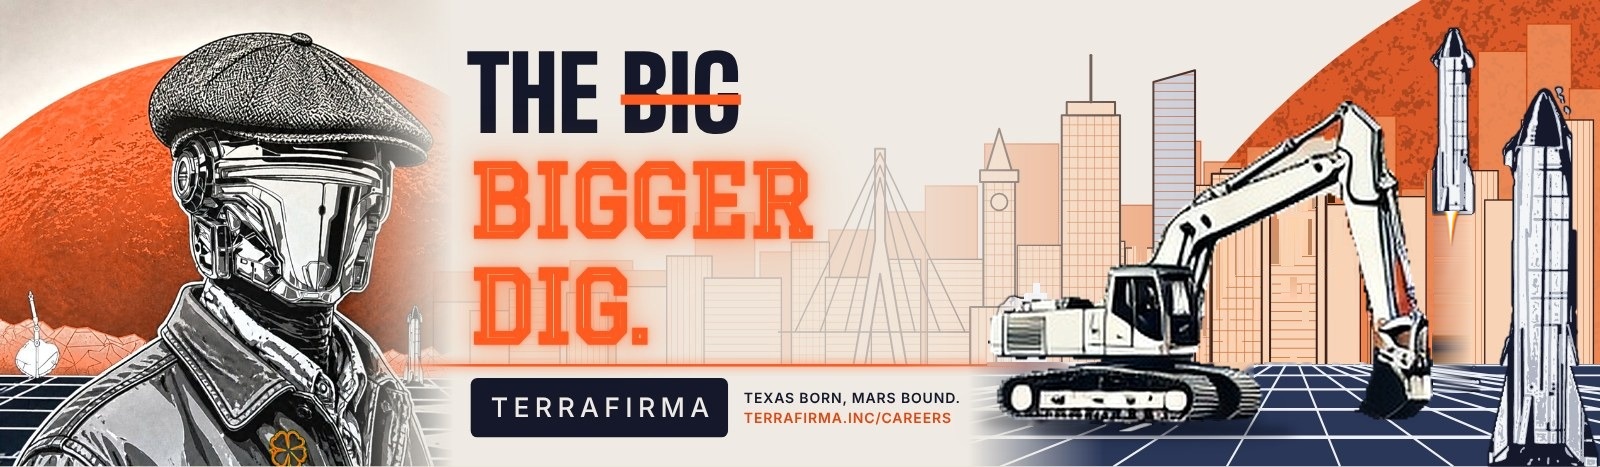 THE BIG
BIGGER
DIG.
TERRAFIRMA
TEXAS BORN, MARS BOUND.
TERRAFIRMA.INC/CAREERS